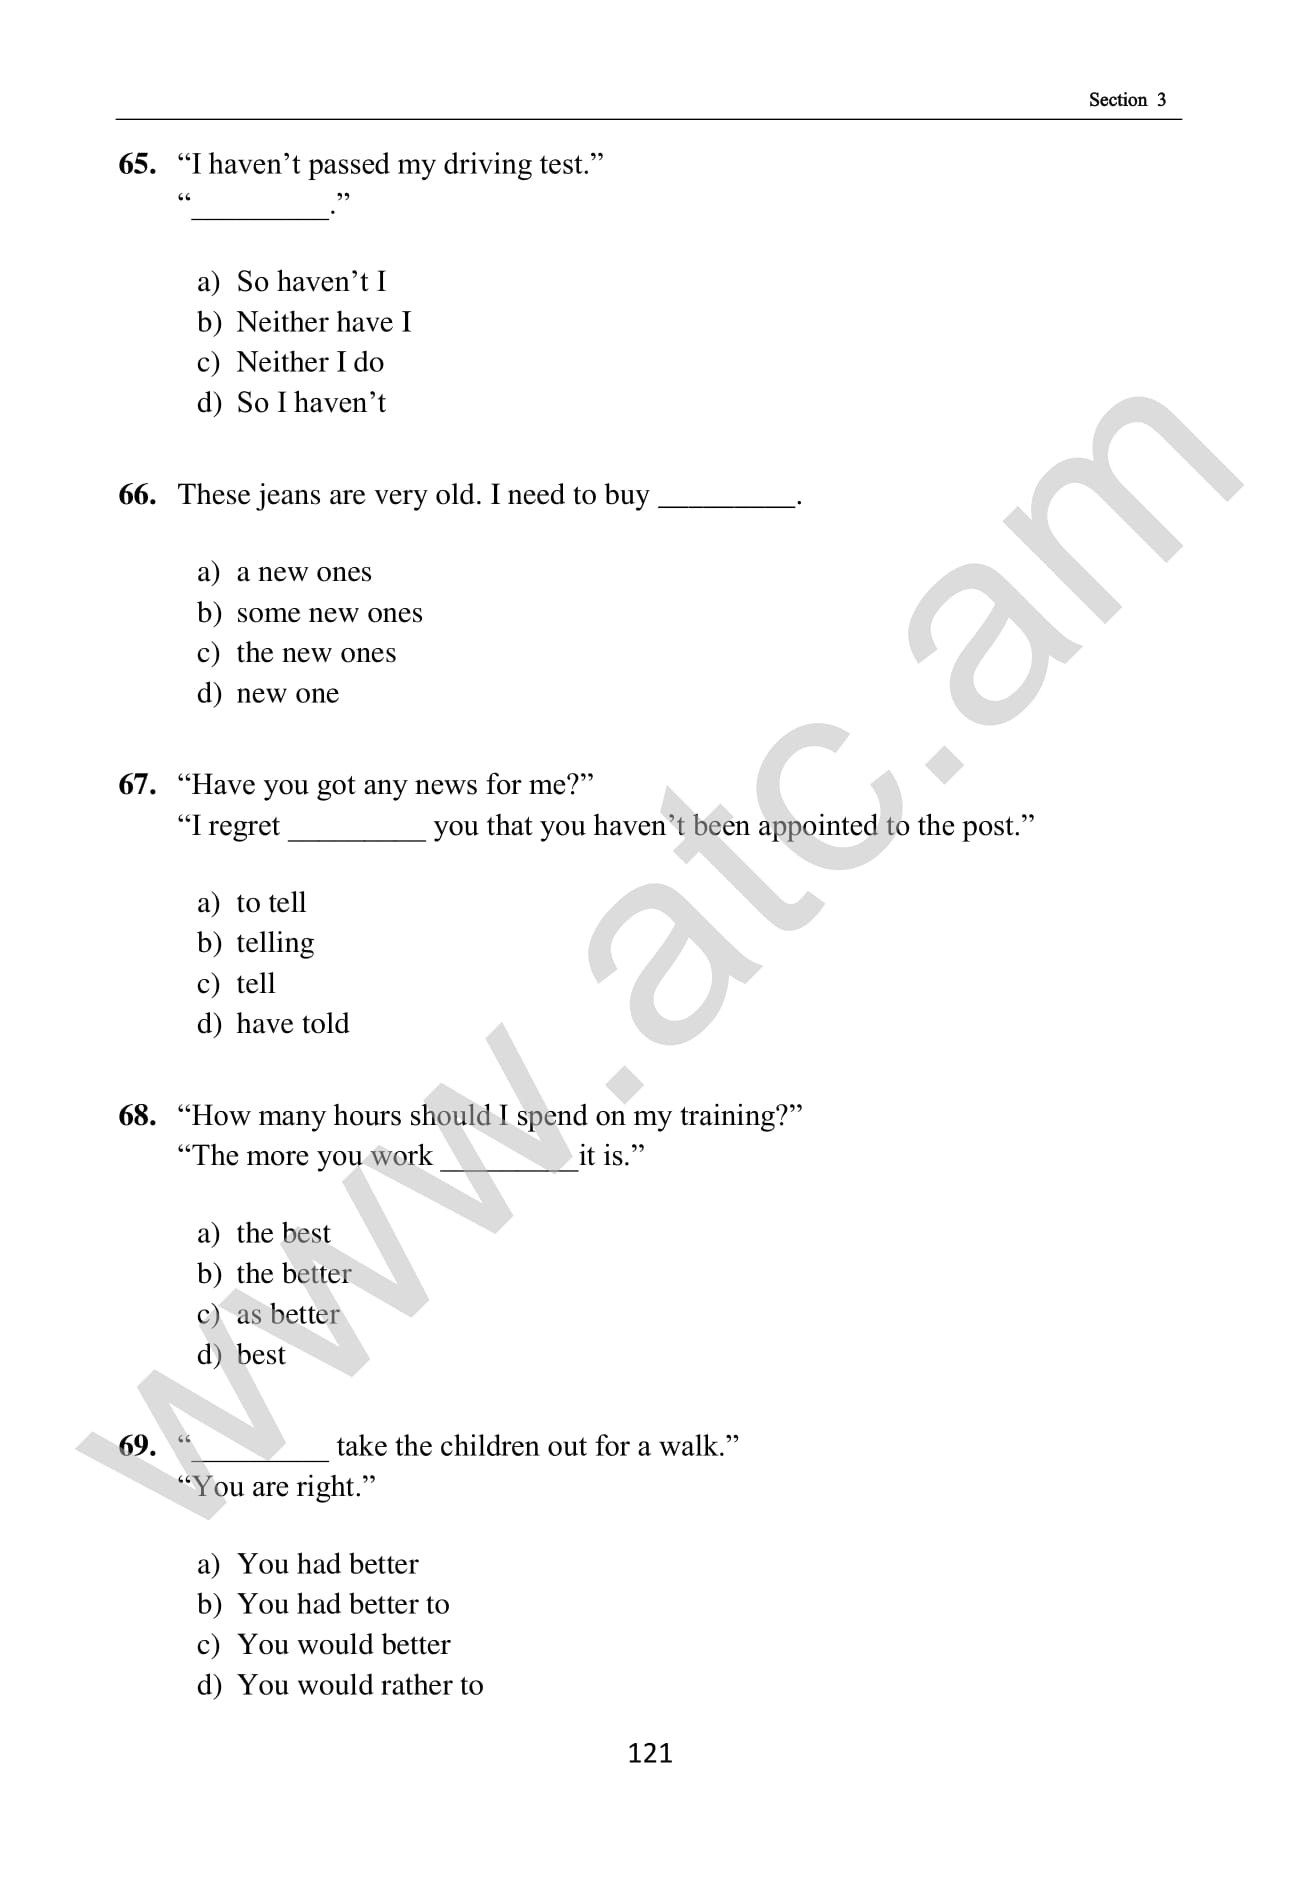 Section 3
65. “I haven’t passed my driving test.”
“_________.”
a) So haven’t I
b) Neither have I
c) Neither I do
d) So I haven’t
66. These jeans are very old. I need to buy _________.
a) a new ones
b) some new ones
c) the new ones
d) new one
67. “Have you got any news for me?”
“I regret _________ you that you haven’t been appointed to the post.”
a) to tell
b) telling
c) tell
d) have told
68. “How many hours should I spend on my training?”
“The more you work _________it is.”
a) the best
b) the better
c) as better
d) best
69. “_________ take the children out for a walk.”
“You are right.”
a) You had better
b) You had better to
c) You would better
d) You would rather to
121
www.atc.am